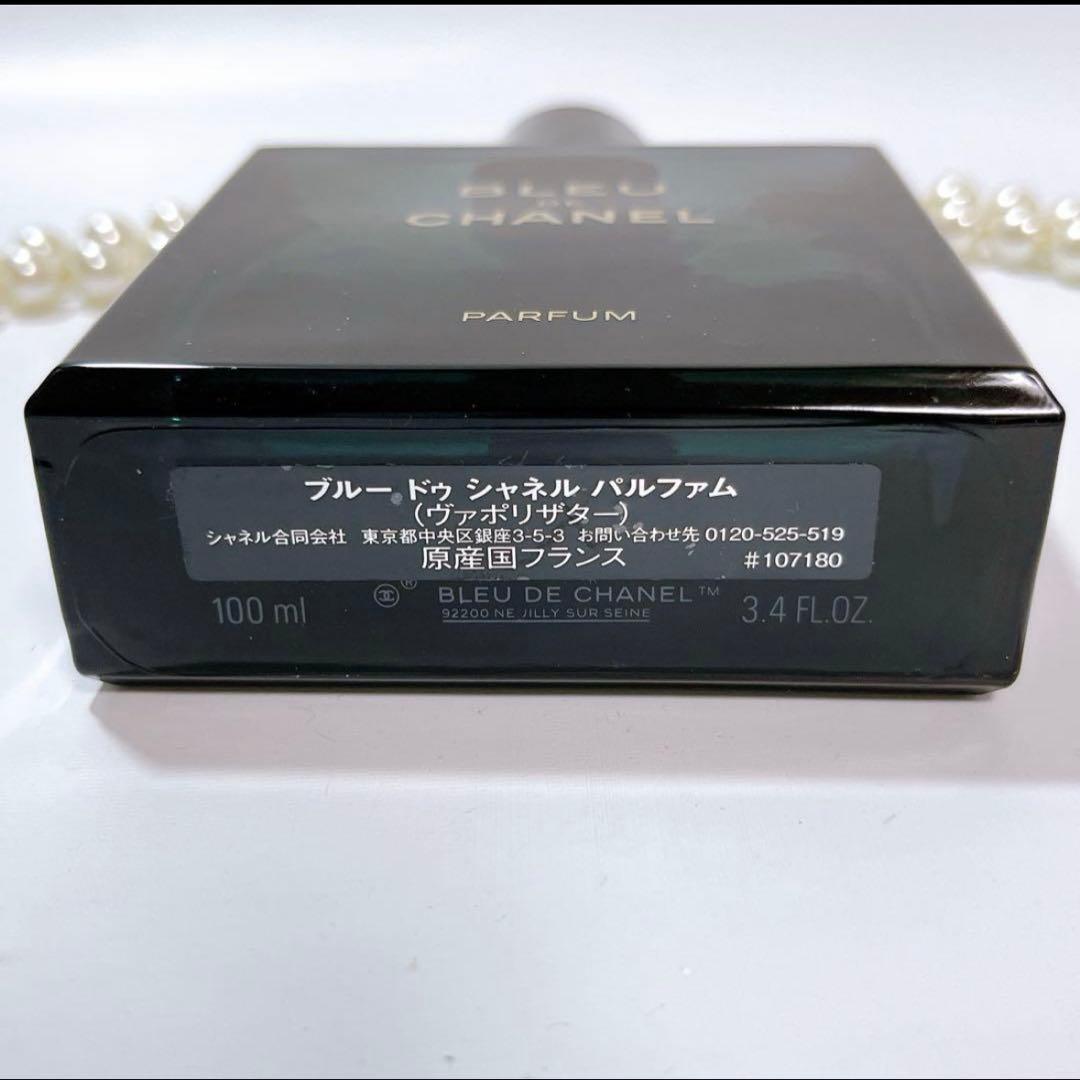 BLEU
DE
CHANEL
PARFUM
ブルー ドゥ シャネル パルファム
(ヴァポリザター)
シャネル合同会社 東京都中央区銀座3-5-3 お問い合わせ先 0120-525-519
原産国フランス #107180
100 ml ® BLEU DE CHANEL™ 3.4 FL.OZ.
92200 NE JILLY SUR SEINE